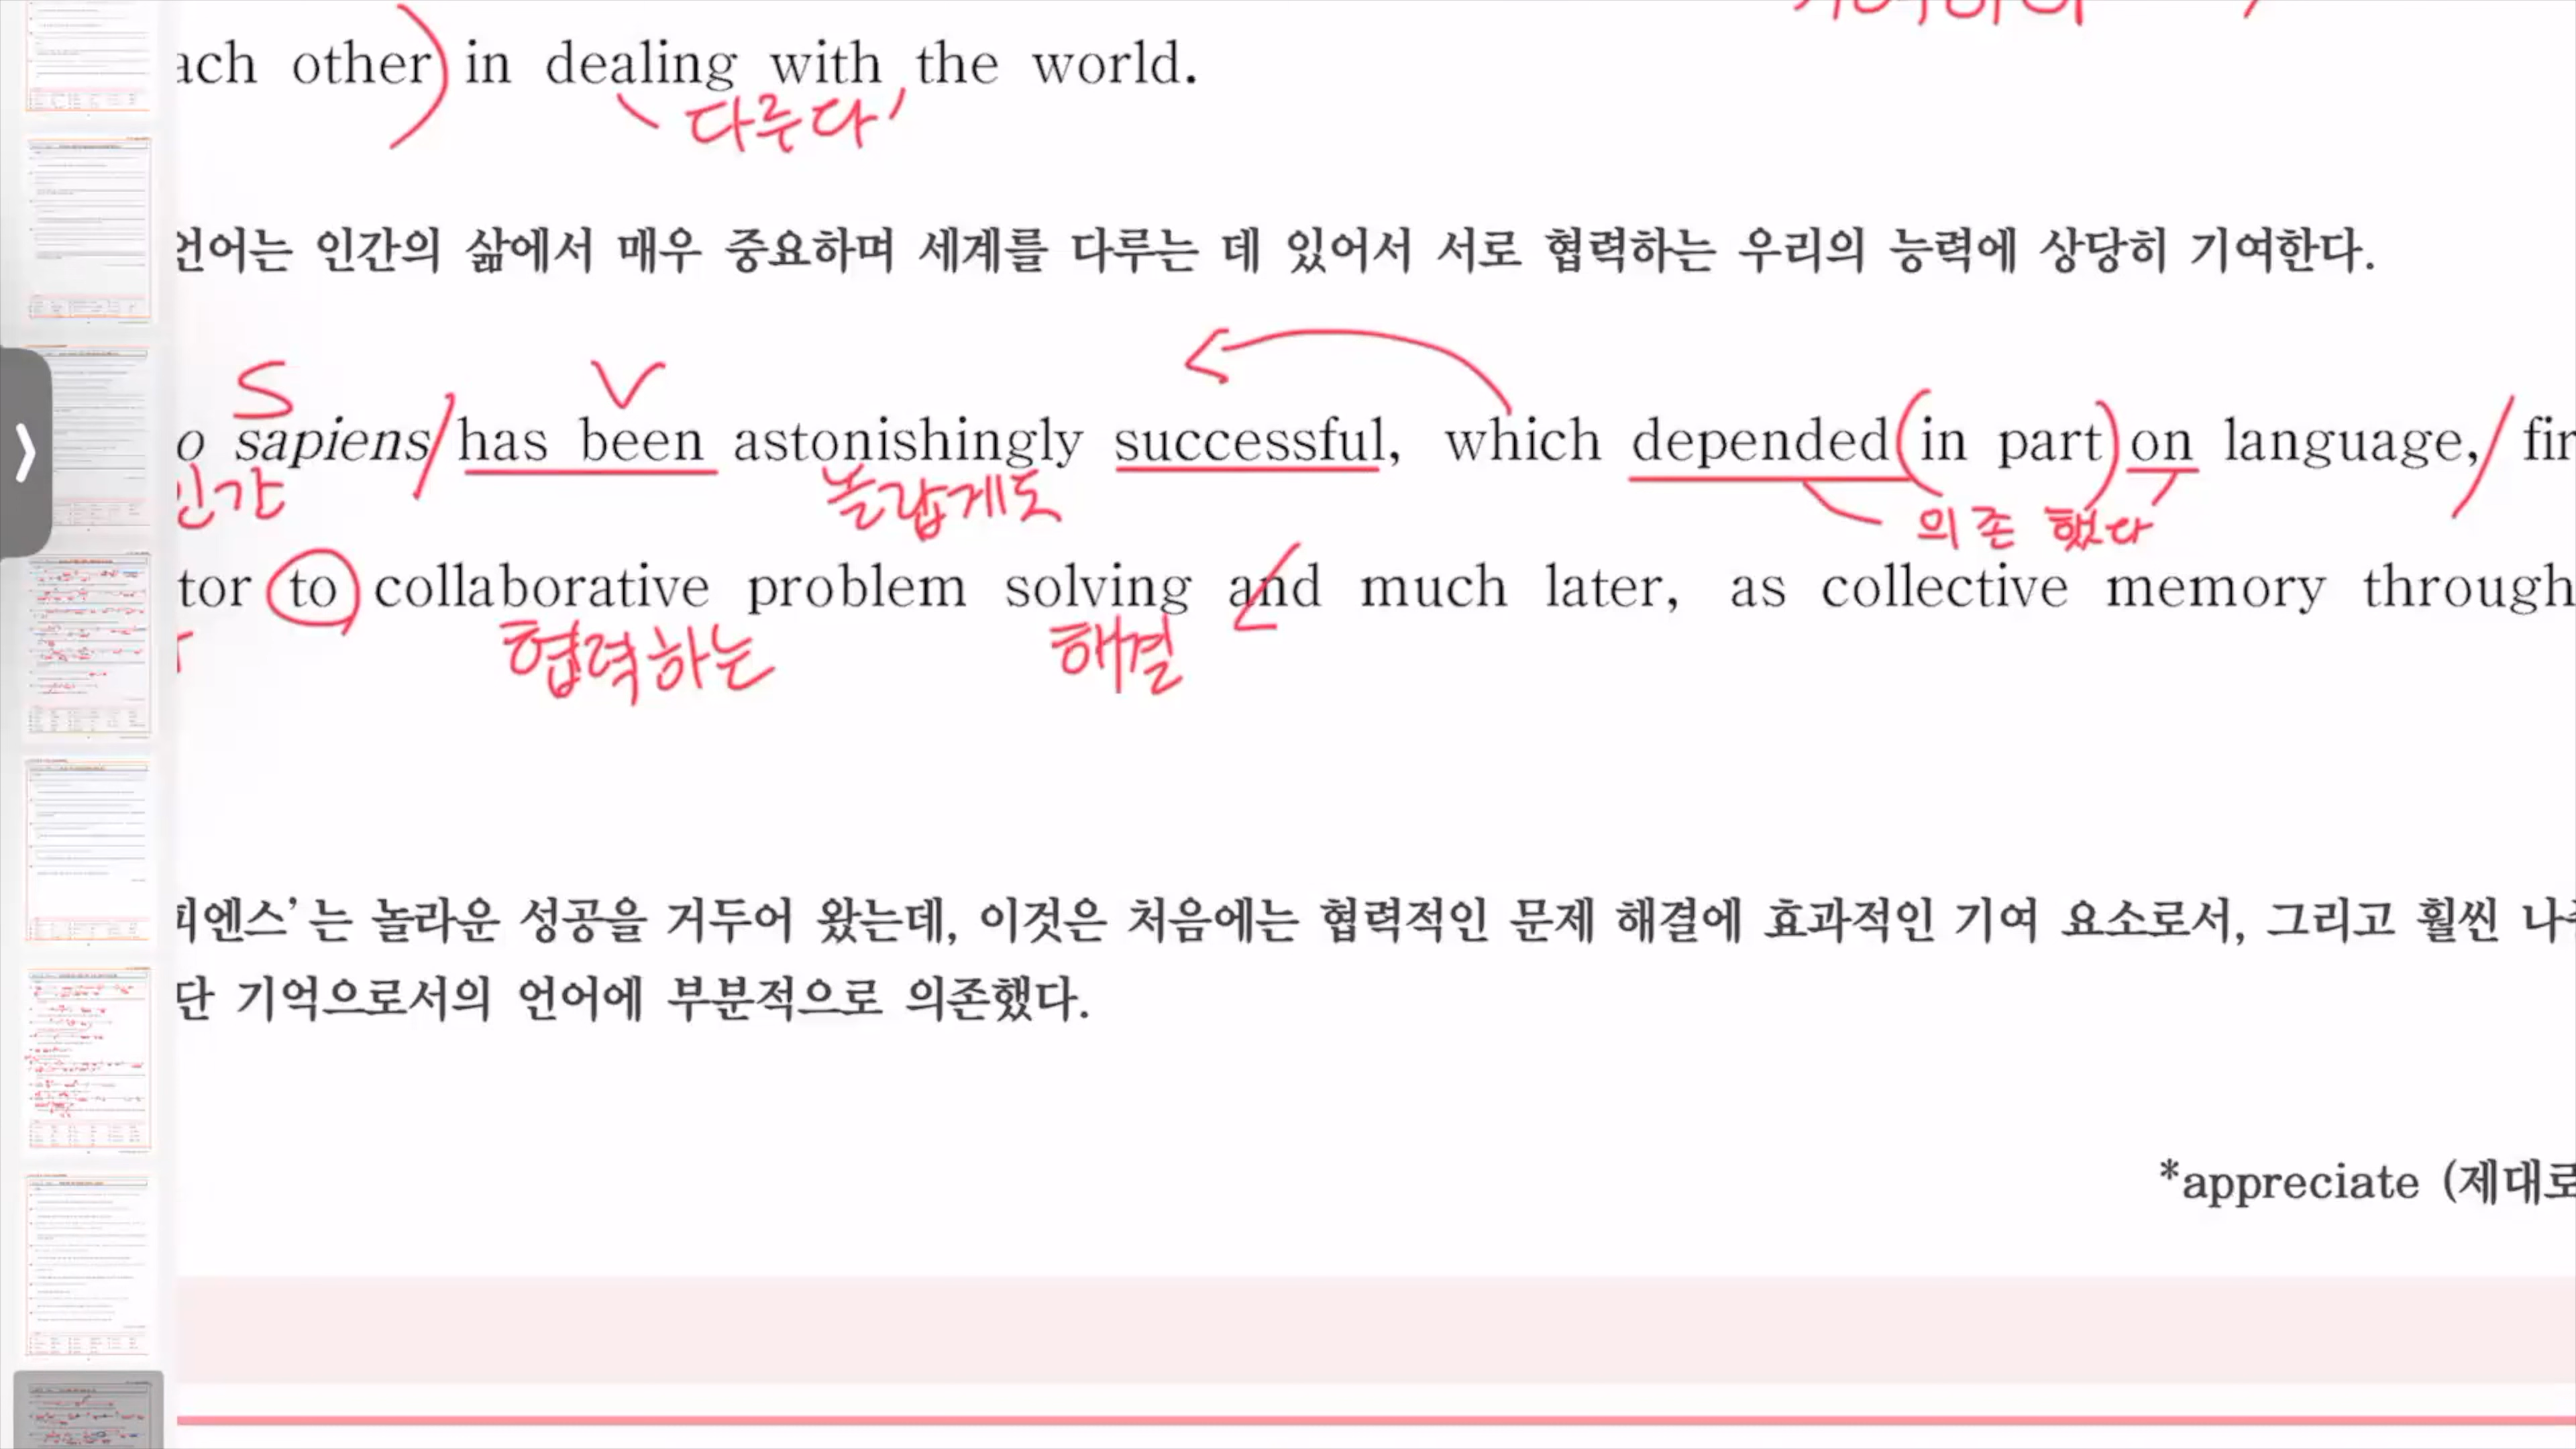 ach other) in dealing with the world.
다루다
언어는 인간의 삶에서 매우 중요하며 세계를 다루는 데 있어서 서로 협력하는 우리의 능력에 상당히 기여한다.
S V
o sapiens/has been astonishingly successful, which depended(in part)on language,/ fir
인간 놀랍게도 의존 했다
tor to collaborative problem solving and much later, as collective memory through
협력하는 해결
피엔스’는 놀라운 성공을 거두어 왔는데, 이것은 처음에는 협력적인 문제 해결에 효과적인 기여 요소로서, 그리고 훨씬 나
단 기억으로서의 언어에 부분적으로 의존했다.
*appreciate (제대로